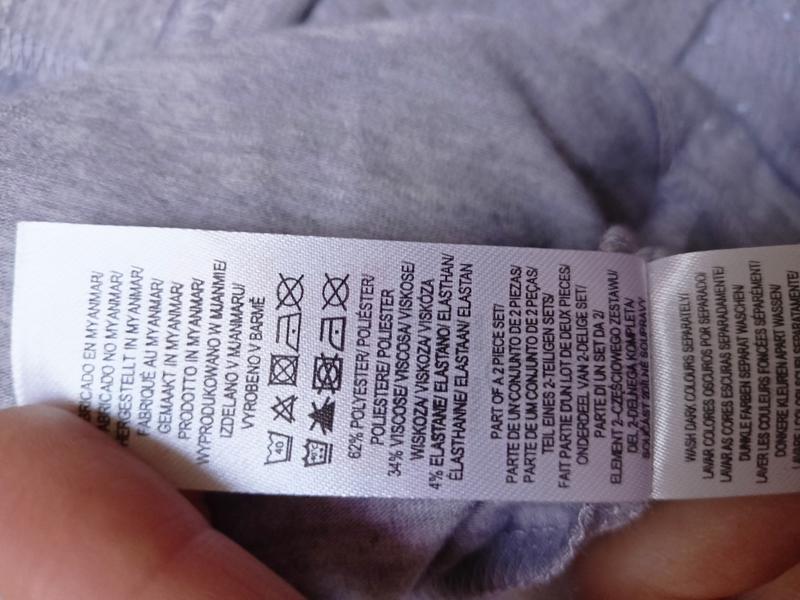 EN MYANMAR/
NO MYANMAR/
HERGESTELLT IN MYANMAR/
FABRIQUÉ AU MYANMAR/
GEMAAKT IN MYANMAR/
PRODOTTO IN MYANMAR/
WYPRODUKOWANO W MJANMIE/
IZDELANO V MJANMARU/
VYROBENO V BARMĚ
40
40
62% POLYESTER/ POLIÉSTER/
POLIESTERE/ POLIESTER
34% VISCOSE/ VISCOSA/ VISKOSE/
WISKOZA/ VISKOZA/ VISKÓZA
4% ELASTANE/ ELASTANO/ ELASTHAN/
ÉLASTHANNE/ ELASTAAN/ ELASTAN
PART OF A 2 PIECE SET/
PARTE DE UN CONJUNTO DE 2 PIEZAS/
PARTE DE UM CONJUNTO DE 2 PEÇAS/
TEIL EINES 2-TEILIGEN SETS/
FAIT PARTIE D'UN LOT DE DEUX PIECES/
ONDERDEEL VAN 2-DELIGE SET/
PARTE DI UN SET DA 2/
ELEMENT 2-CZĘŚCIOWEGO ZESTAWU/
DEL 2-DELNEGA KOMPLETA/
SOUČÁST 2DÍLNÉ SOUPRAVY
WASH DARK COLOURS SEPARATELY/
LAVAR COLORES OSCUROS POR SEPARADO/
LAVAR AS CORES ESCURAS SEPARADAMENTE/
DUNKLE FARBEN SEPARAT WASCHEN/
LAVER LES COULEURS FONCÉES SÉPARÉMENT/
DONKERE KLEUREN APART WASSEN/